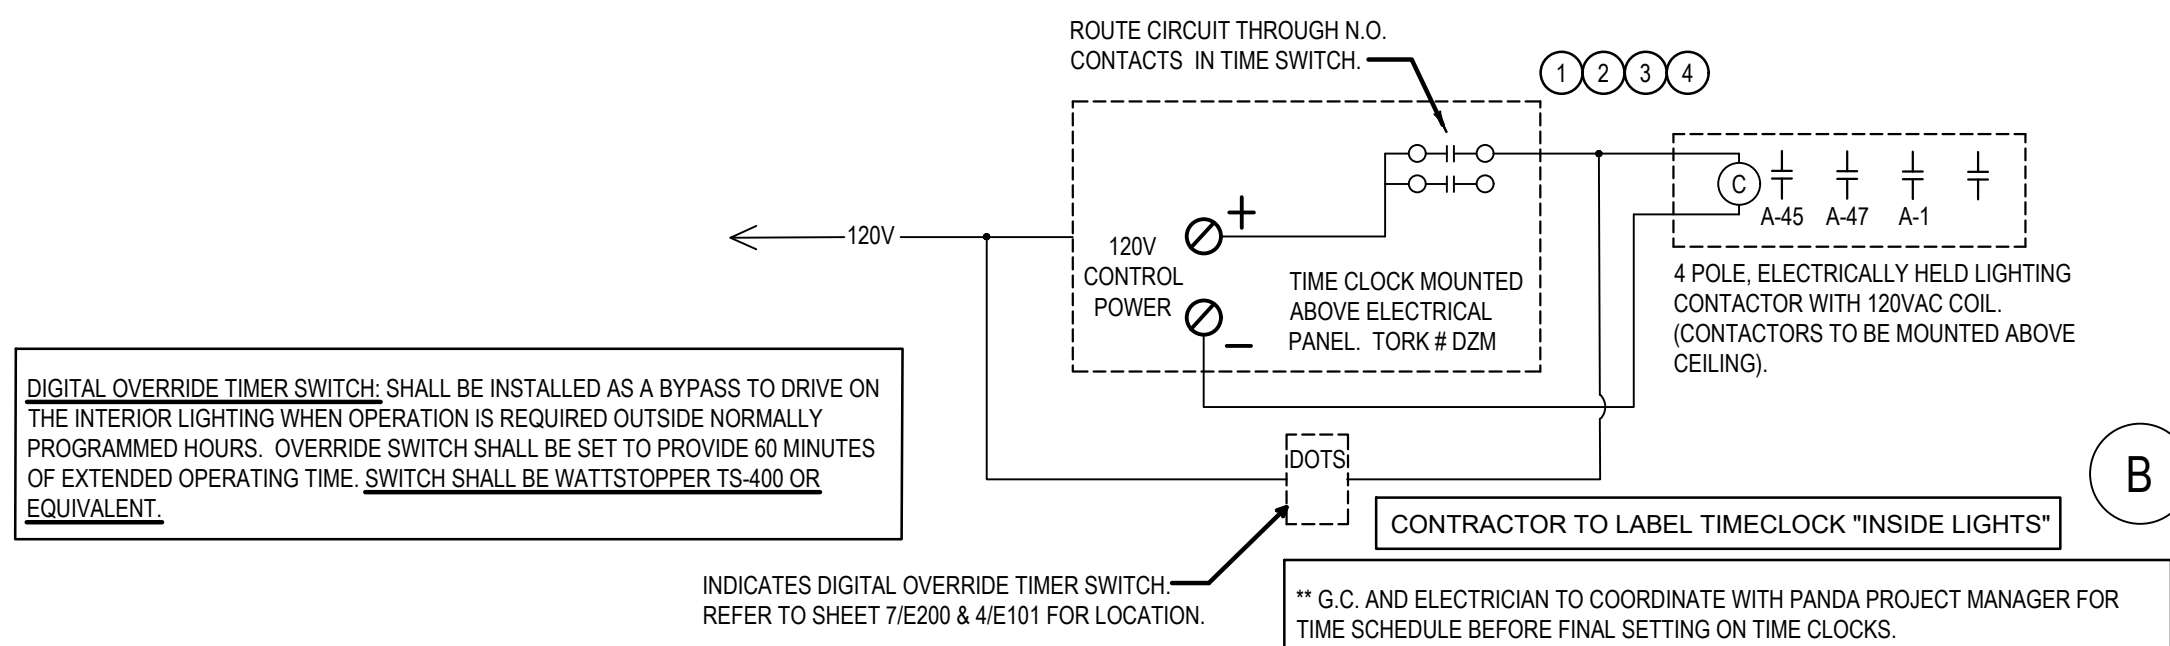 ROUTE CIRCUIT THROUGH N.O.
CONTACTS IN TIME SWITCH.
1 2 3 4
C
A-45 A-47 A-1
4 POLE, ELECTRICALLY HELD LIGHTING
CONTACTOR WITH 120VAC COIL.
(CONTACTORS TO BE MOUNTED ABOVE
CEILING).
120V
120V
CONTROL
POWER
+
–
TIME CLOCK MOUNTED
ABOVE ELECTRICAL
PANEL. TORK # DZM
DIGITAL OVERRIDE TIMER SWITCH: SHALL BE INSTALLED AS A BYPASS TO DRIVE ON
THE INTERIOR LIGHTING WHEN OPERATION IS REQUIRED OUTSIDE NORMALLY
PROGRAMMED HOURS. OVERRIDE SWITCH SHALL BE SET TO PROVIDE 60 MINUTES
OF EXTENDED OPERATING TIME. SWITCH SHALL BE WATTSTOPPER TS-400 OR
EQUIVALENT.
DOTS
B
CONTRACTOR TO LABEL TIMECLOCK "INSIDE LIGHTS"
INDICATES DIGITAL OVERRIDE TIMER SWITCH.
REFER TO SHEET 7/E200 & 4/E101 FOR LOCATION.
** G.C. AND ELECTRICIAN TO COORDINATE WITH PANDA PROJECT MANAGER FOR
TIME SCHEDULE BEFORE FINAL SETTING ON TIME CLOCKS.